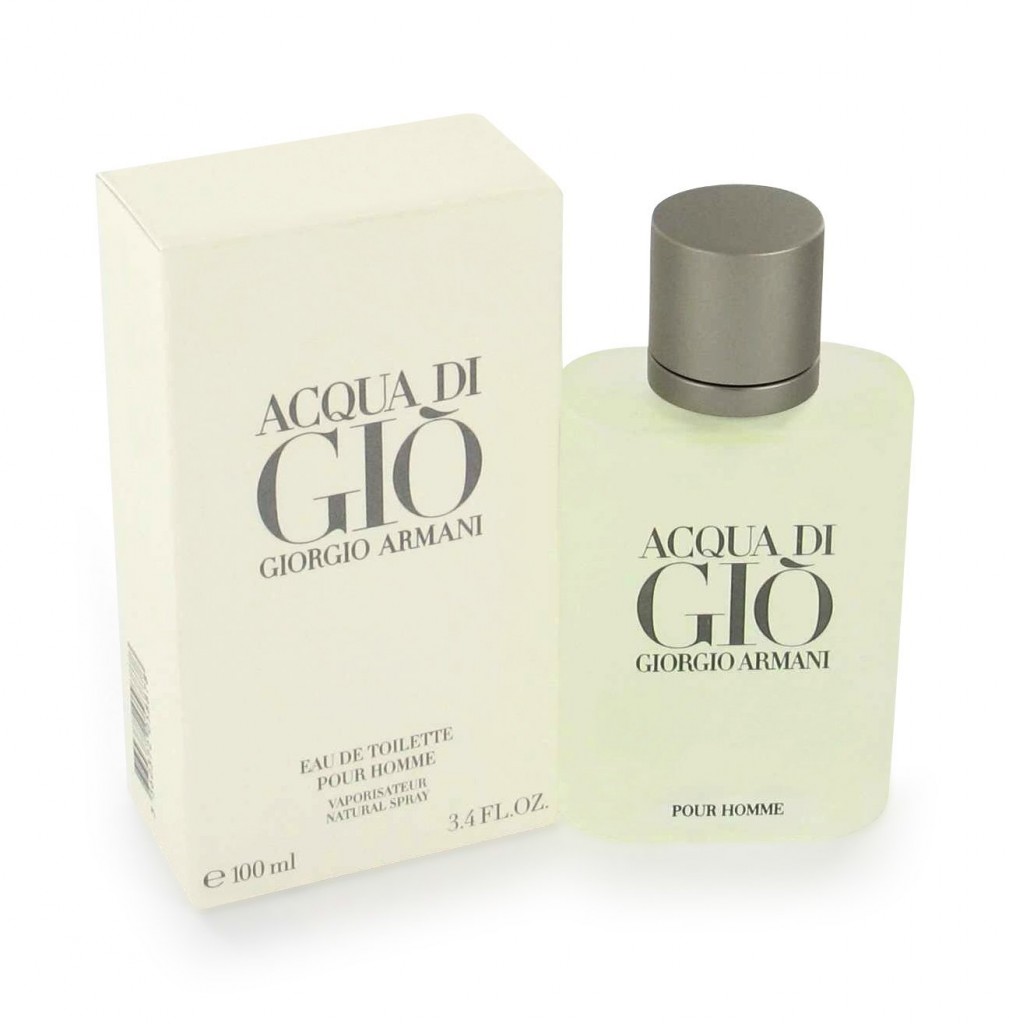 ACQUA DI
GIÒ
GIORGIO ARMANI
EAU DE TOILETTE
POUR HOMME
VAPORISATEUR
NATURAL SPRAY
3.4 FL.OZ.
℮ 100 ml
ACQUA DI
GIÒ
GIORGIO ARMANI
POUR HOMME